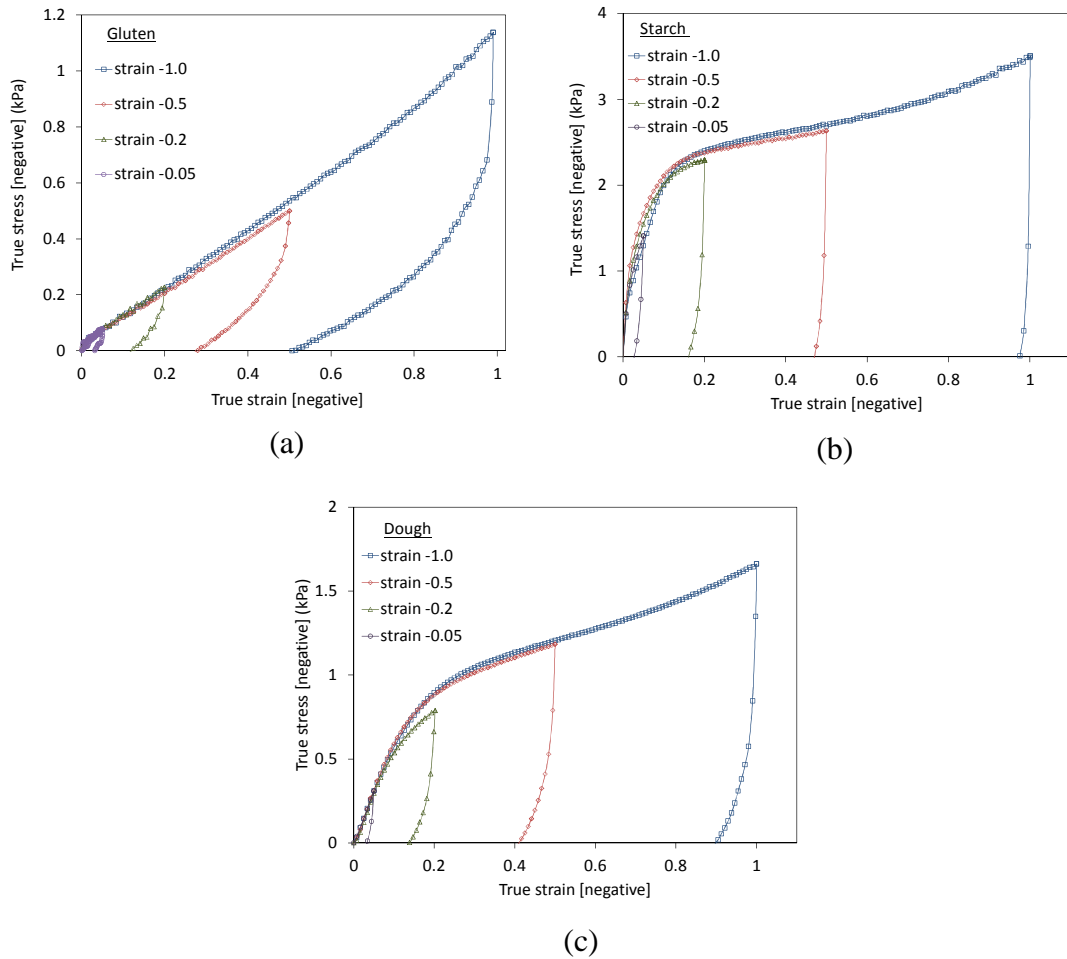 Gluten
strain -1.0
strain -0.5
strain -0.2
strain -0.05
True stress [negative] (kPa)
1.2
1
0.8
0.6
0.4
0.2
0
0 0.2 0.4 0.6 0.8 1
True strain [negative]
(a)
Starch
strain -1.0
strain -0.5
strain -0.2
strain -0.05
True stress [negative] (kPa)
4
3
2
1
0
0 0.2 0.4 0.6 0.8 1
True strain [negative]
(b)
Dough
strain -1.0
strain -0.5
strain -0.2
strain -0.05
True stress [negative] (kPa)
2
1.5
1
0.5
0
0 0.2 0.4 0.6 0.8 1
True strain [negative]
(c)